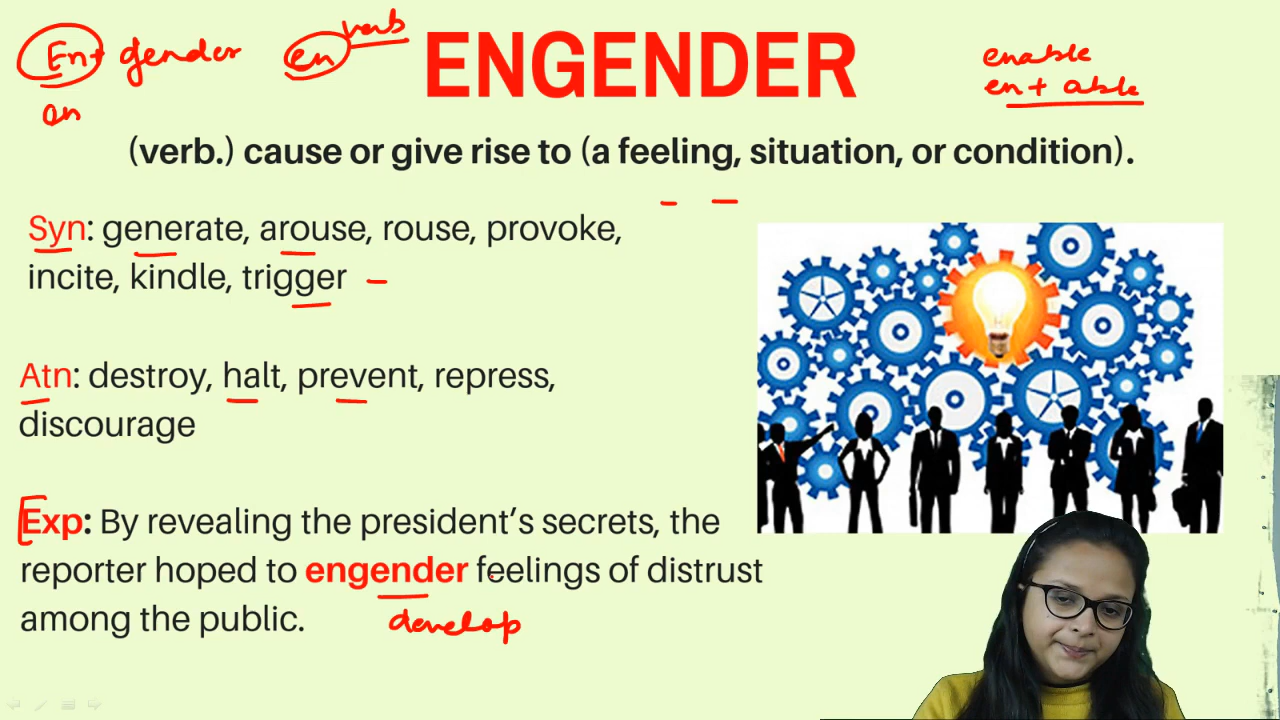 En+ gender
en verb
ENGENDER
enable
en + able
en
(verb.) cause or give rise to (a feeling, situation, or condition).
Syn: generate, arouse, rouse, provoke,
incite, kindle, trigger
Atn: destroy, halt, prevent, repress,
discourage
Exp: By revealing the president’s secrets, the
reporter hoped to engender feelings of distrust
among the public.
develop